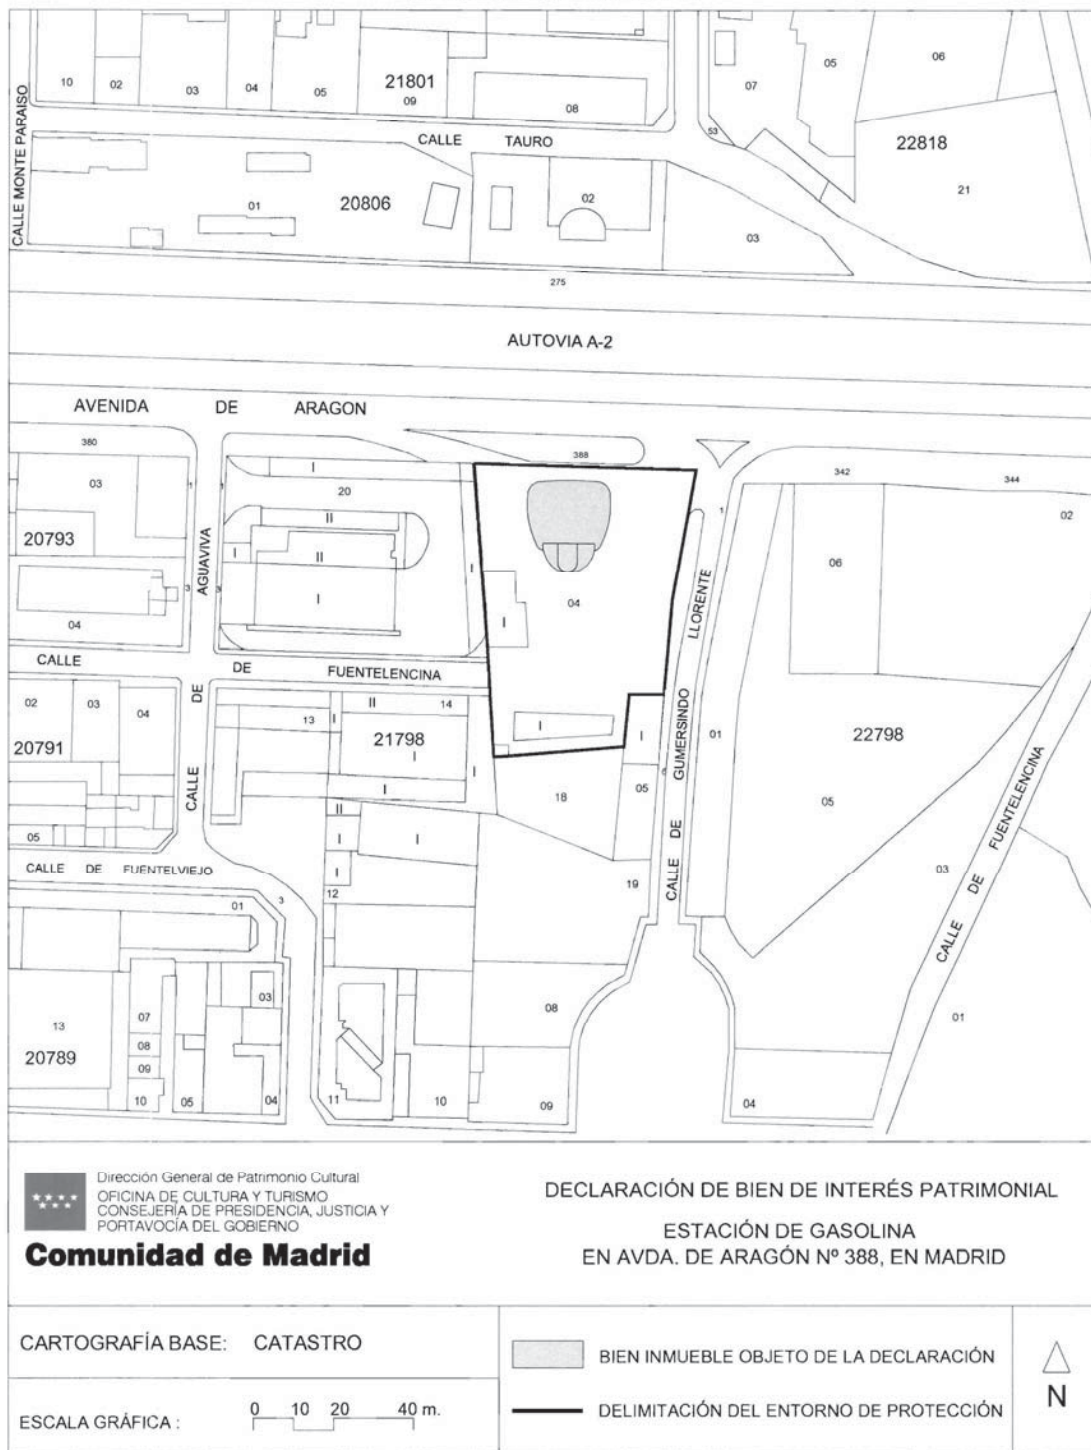 10
02
03
04
05
21801
09
08
07
05
06
53
22818
21
CALLE MONTE PARAISO
CALLE TAURO
01
20806
02
03
275
AUTOVIA A-2
AVENIDA DE ARAGON
380
388
342
344
03
1
1
I
20
II
II
I
I
I
20793
AGUAVIVA
3
3
04
04
I
LLORENTE
1
06
02
CALLE DE FUENTELENCINA
02
03
04
20791
05
CALLE DE
13
I
II
14
21798
I
I
I
II
I
I
I
I
I
18
05
19
GUMERSINDO
CALLE DE
01
22798
05
03
CALLE DE FUENTELENCINA
01
CALLE DE FUENTELVIEJO
01
3
12
13
20789
07
08
09
10
05
03
04
11
10
08
09
04
Dirección General de Patrimonio Cultural
OFICINA DE CULTURA Y TURISMO
CONSEJERÍA DE PRESIDENCIA, JUSTICIA Y
PORTAVOCÍA DEL GOBIERNO
Comunidad de Madrid
DECLARACIÓN DE BIEN DE INTERÉS PATRIMONIAL
ESTACIÓN DE GASOLINA
EN AVDA. DE ARAGÓN Nº 388, EN MADRID
CARTOGRAFÍA BASE: CATASTRO
ESCALA GRÁFICA :
0 10 20 40 m.
BIEN INMUEBLE OBJETO DE LA DECLARACIÓN
DELIMITACIÓN DEL ENTORNO DE PROTECCIÓN
N